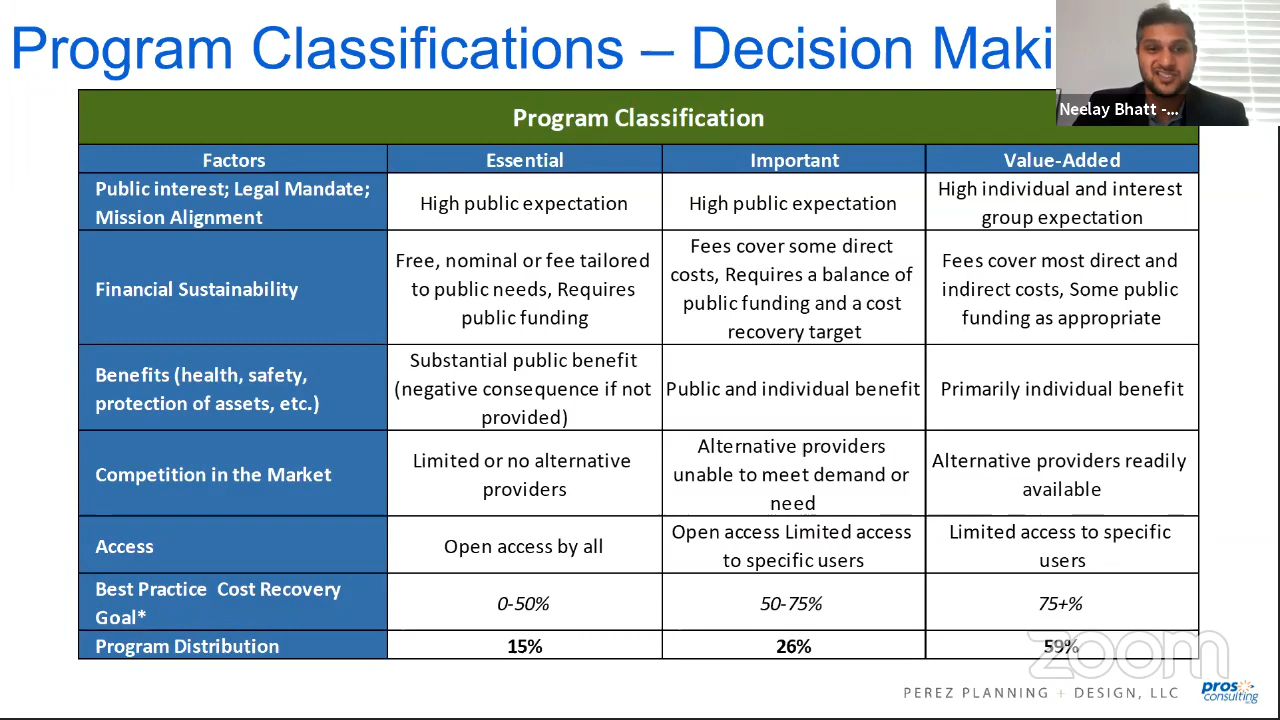 Program Classifications – Decision Maki
Neelay Bhatt -...
Program Classification
Factors
Essential
Important
Value-Added
Public interest; Legal Mandate;
Mission Alignment
High public expectation
High public expectation
High individual and interest
group expectation
Financial Sustainability
Free, nominal or fee tailored
to public needs, Requires
public funding
Fees cover some direct
costs, Requires a balance of
public funding and a cost
recovery target
Fees cover most direct and
indirect costs, Some public
funding as appropriate
Benefits (health, safety,
protection of assets, etc.)
Substantial public benefit
(negative consequence if not
provided)
Public and individual benefit
Primarily individual benefit
Competition in the Market
Limited or no alternative
providers
Alternative providers
unable to meet demand or
need
Alternative providers readily
available
Access
Open access by all
Open access Limited access
to specific users
Limited access to specific
users
Best Practice  Cost Recovery
Goal*
0-50%
50-75%
75+%
Program Distribution
15%
26%
59%
zoom
PEREZ PLANNING + DESIGN, LLC
pros
consulting